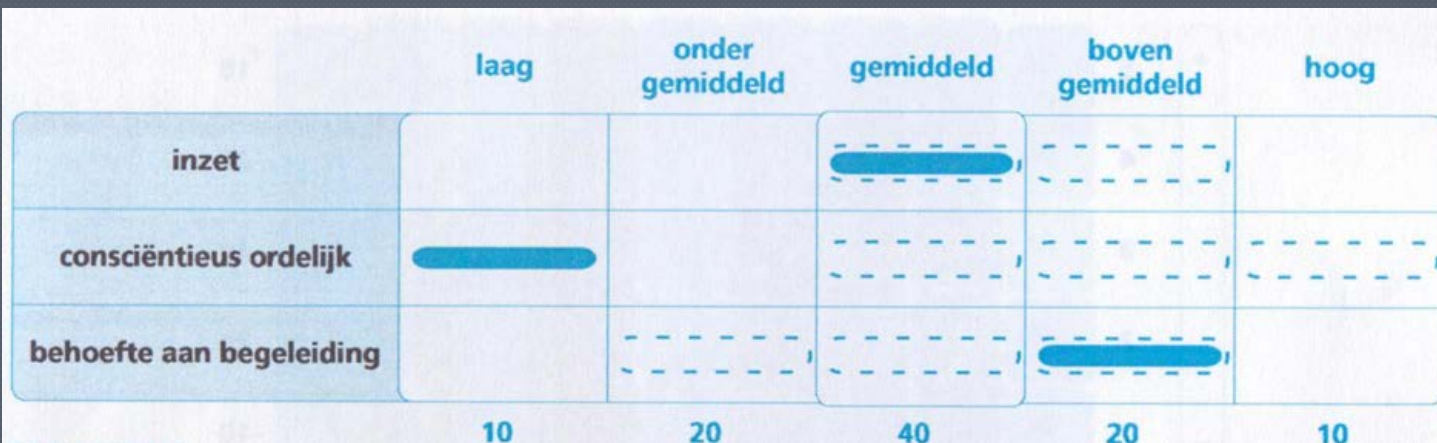 laag
onder
gemiddeld
gemiddeld
boven
gemiddeld
hoog
inzet
consciëntieus ordelijk
behoefte aan begeleiding
10 20 40 20 10